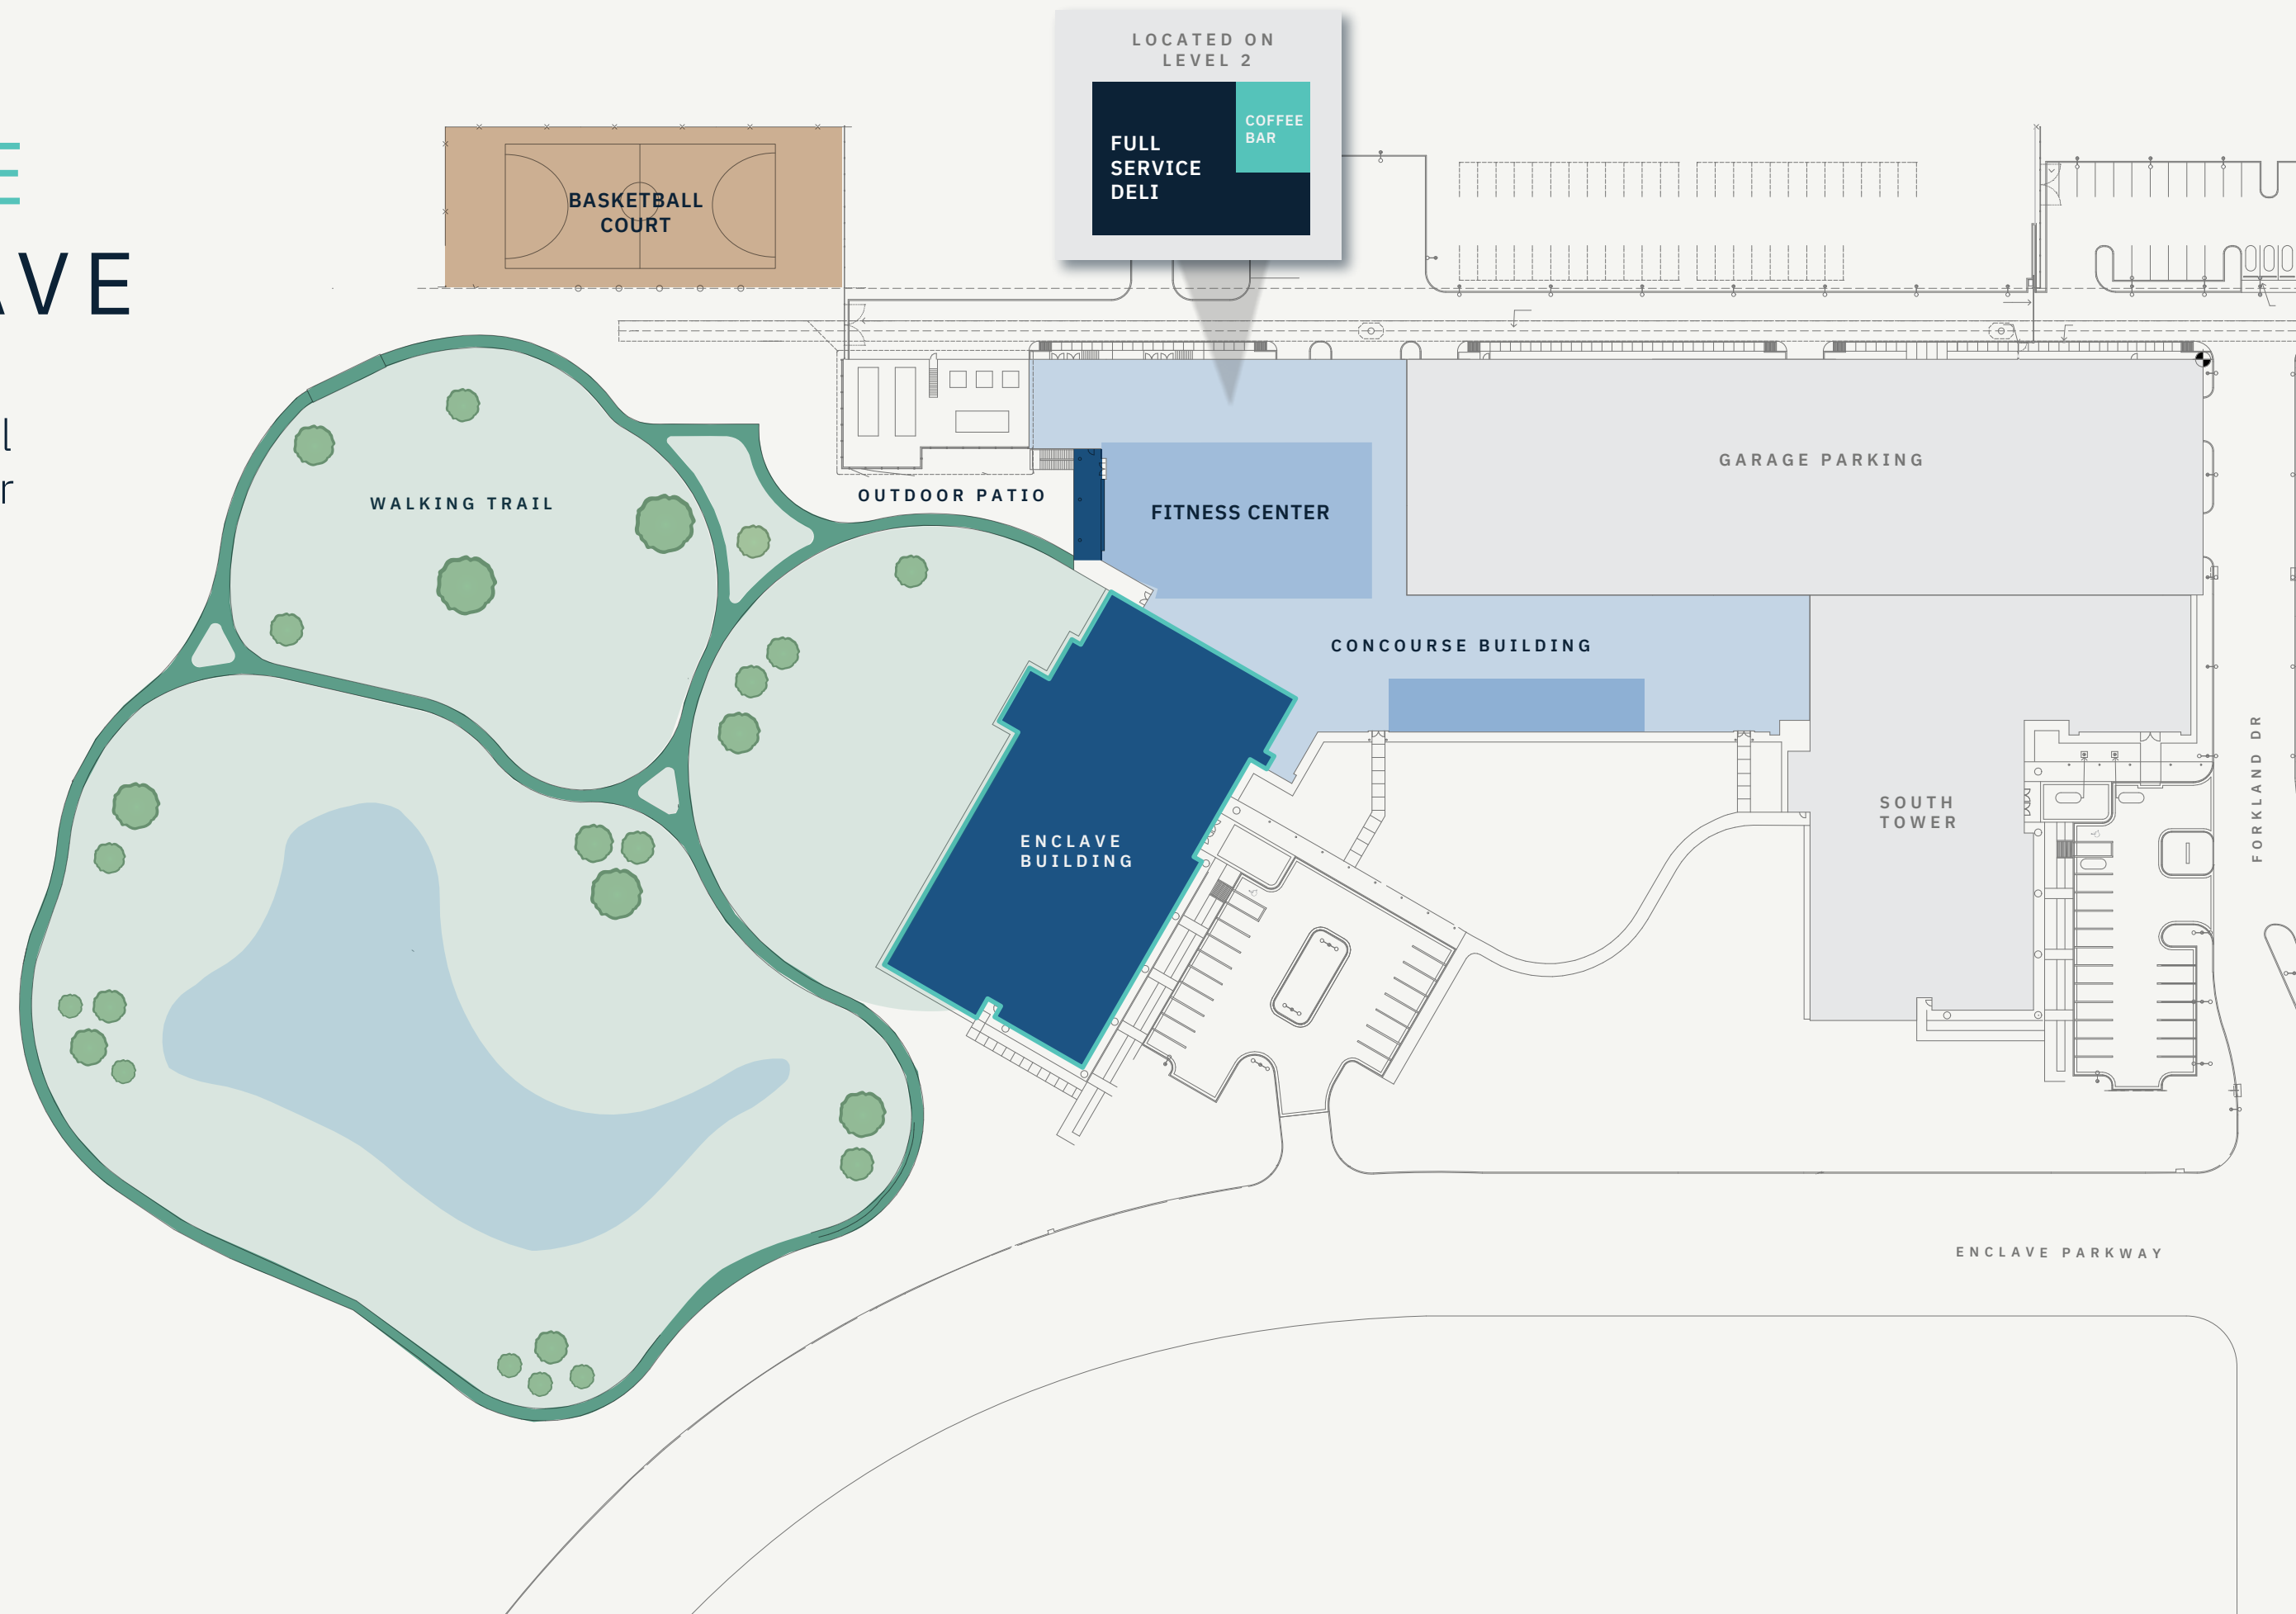 E
AVE
l
r
LOCATED ON
LEVEL 2
FULL
SERVICE
DELI
COFFEE
BAR
BASKETBALL
COURT
WALKING TRAIL
OUTDOOR PATIO
FITNESS CENTER
GARAGE PARKING
CONCOURSE BUILDING
ENCLAVE
BUILDING
SOUTH
TOWER
FORKLAND DR
ENCLAVE PARKWAY